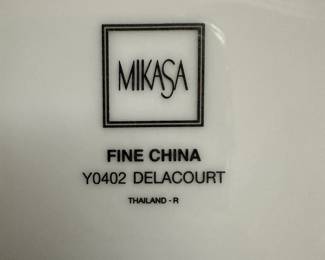 MIKASA
FINE CHINA
Y0402 DELACOURT
THAILAND - R